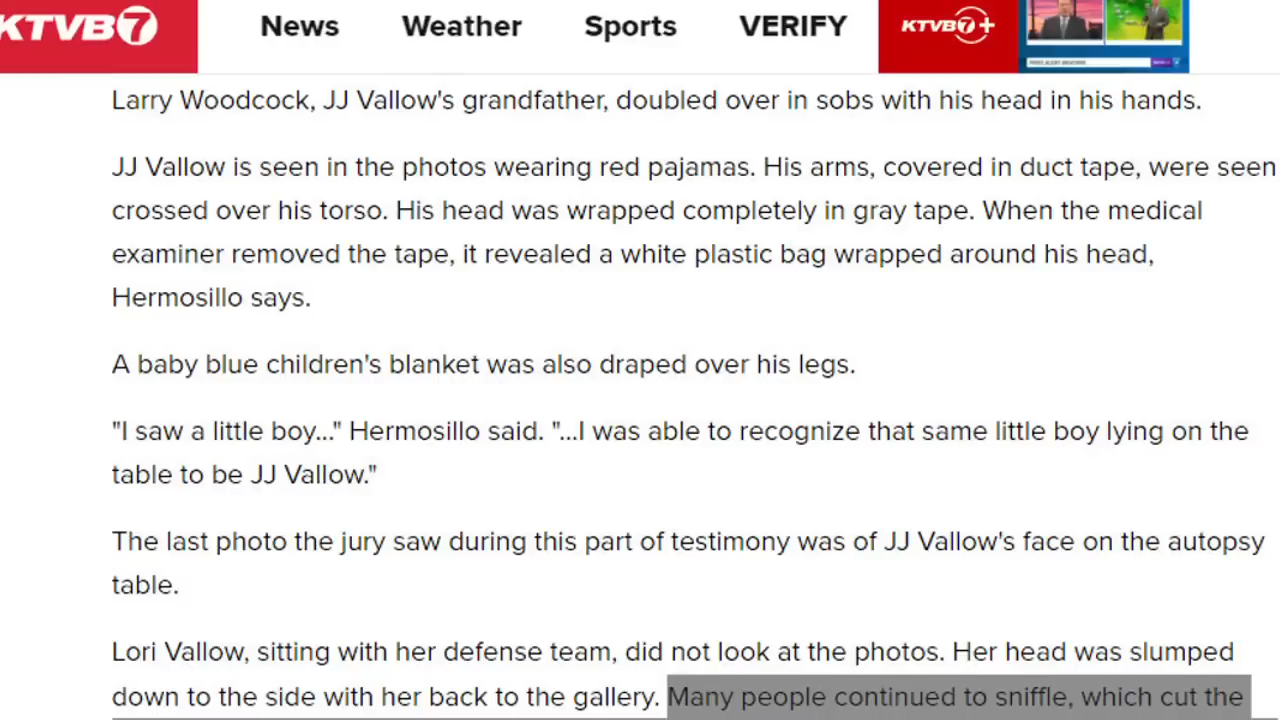 KTVB7 News Weather Sports VERIFY KTVB7+
Larry Woodcock, JJ Vallow's grandfather, doubled over in sobs with his head in his hands.
JJ Vallow is seen in the photos wearing red pajamas. His arms, covered in duct tape, were seen
crossed over his torso. His head was wrapped completely in gray tape. When the medical
examiner removed the tape, it revealed a white plastic bag wrapped around his head,
Hermosillo says.
A baby blue children's blanket was also draped over his legs.
"I saw a little boy..." Hermosillo said. "...I was able to recognize that same little boy lying on the
table to be JJ Vallow."
The last photo the jury saw during this part of testimony was of JJ Vallow's face on the autopsy
table.
Lori Vallow, sitting with her defense team, did not look at the photos. Her head was slumped
down to the side with her back to the gallery. Many people continued to sniffle, which cut the